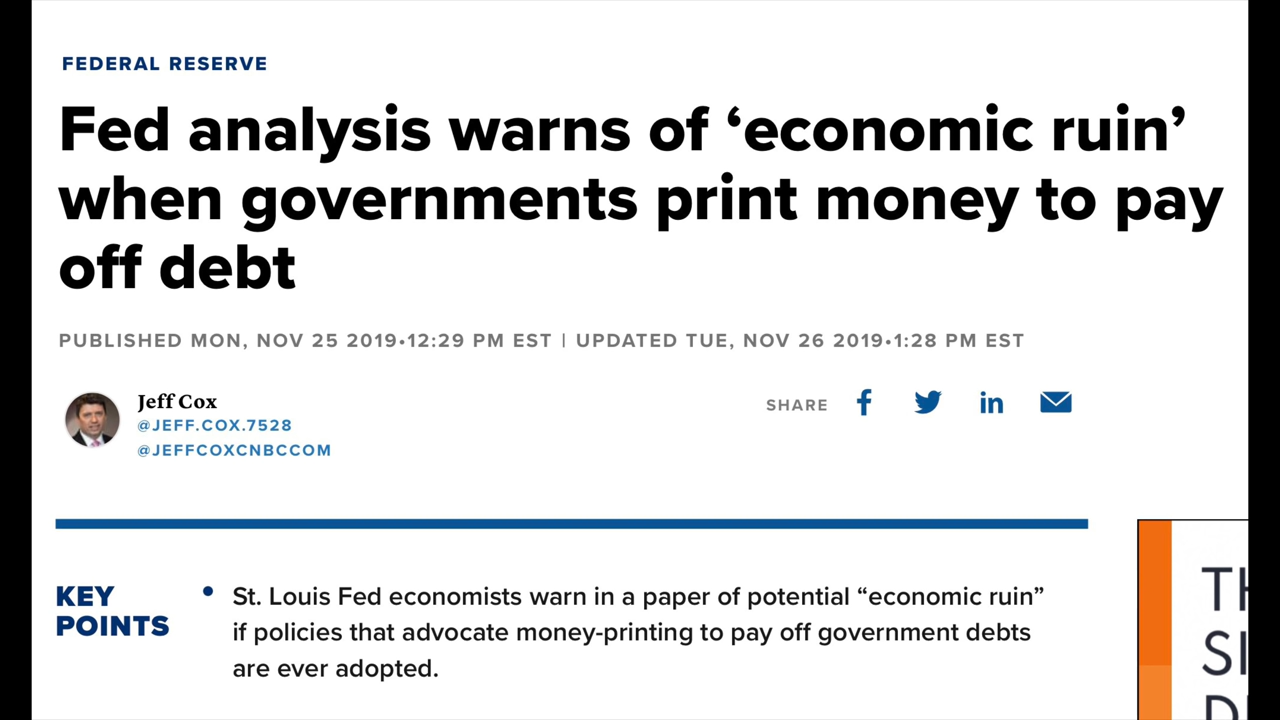 FEDERAL RESERVE
Fed analysis warns of ‘economic ruin’
when governments print money to pay
off debt
PUBLISHED MON, NOV 25 2019•12:29 PM EST | UPDATED TUE, NOV 26 2019•1:28 PM EST
Jeff Cox
@JEFF.COX.7528
@JEFFCOXCNBCCOM
SHARE
KEY
POINTS
• St. Louis Fed economists warn in a paper of potential “economic ruin”
if policies that advocate money-printing to pay off government debts
are ever adopted.